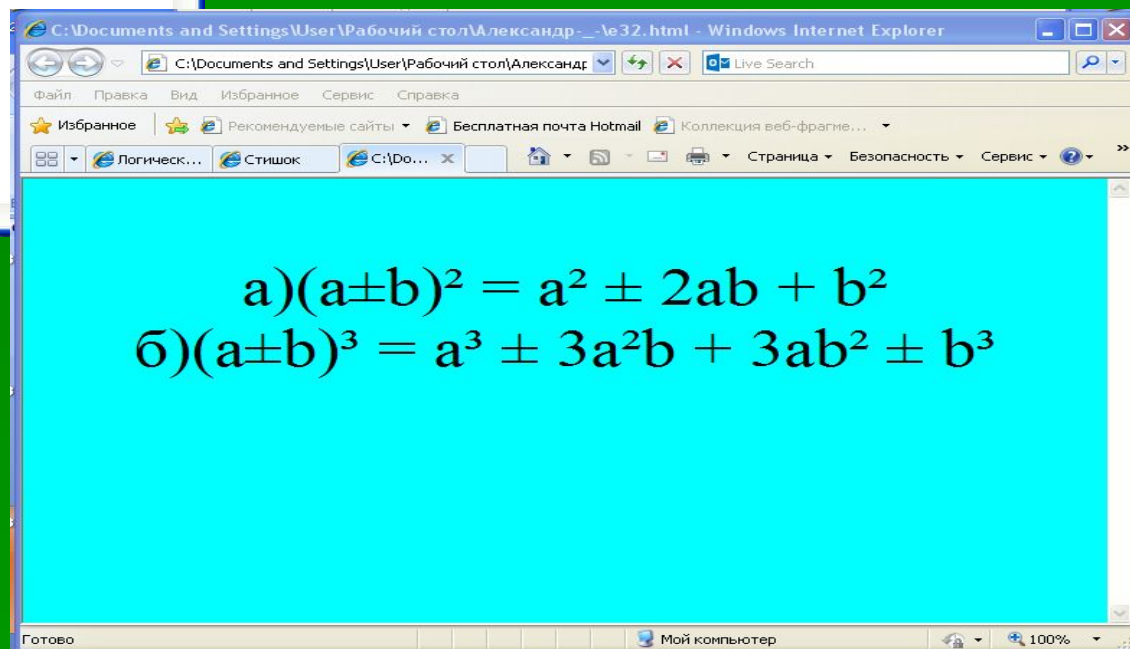 C:\Documents and Settings\User\Рабочий стол\Александр-_-\e32.html - Windows Internet Explorer
C:\Documents and Settings\User\Рабочий стол\Александр Live Search
Файл Правка Вид Избранное Сервис Справка
Избранное Рекомендуемые сайты Бесплатная почта Hotmail Коллекция веб-фрагме...
Логическ... Стишок C:\Do... Страница Безопасность Сервис »
а)(a±b)² = a² ± 2ab + b²
б)(a±b)³ = a³ ± 3a²b + 3ab² ± b³
Готово Мой компьютер 100%